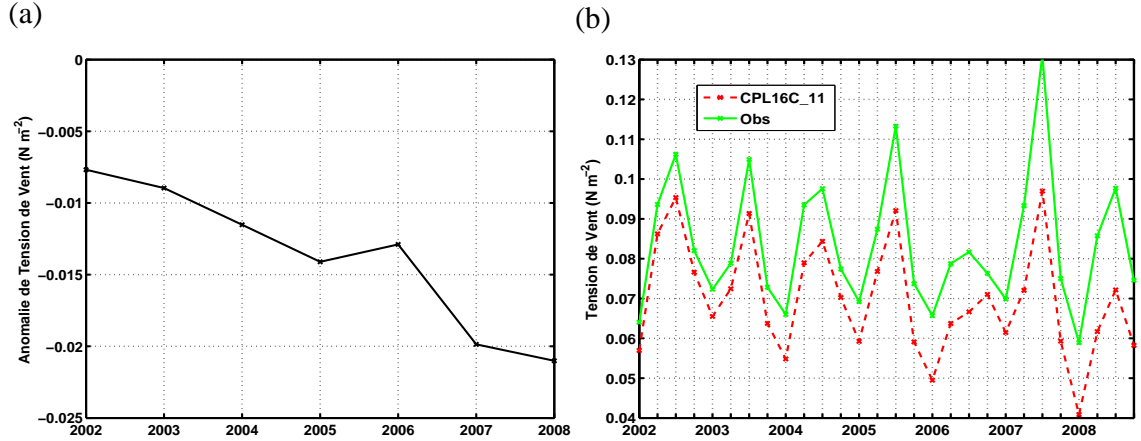 (a)
(b)
0
−0.005
−0.01
−0.015
−0.02
−0.025
2002 2003 2004 2005 2006 2007 2008
Anomalie de Tension de Vent (N m⁻²)
0.13
0.12
0.11
0.1
0.09
0.08
0.07
0.06
0.05
0.04
2002 2003 2004 2005 2006 2007 2008
Tension de Vent (N m⁻²)
CPL16C_11
Obs